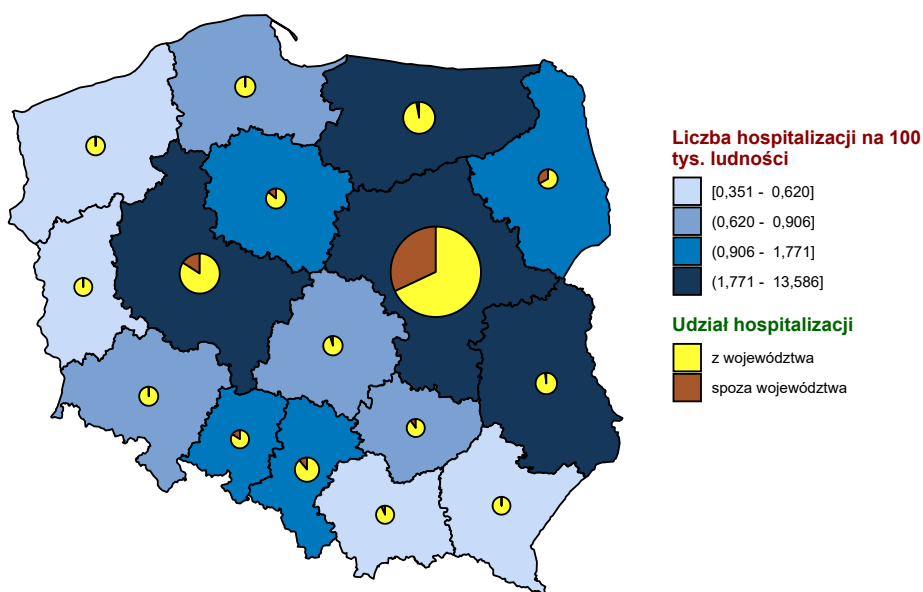 Liczba hospitalizacji na 100
tys. ludności
[0,351 - 0,620]
(0,620 - 0,906]
(0,906 - 1,771]
(1,771 - 13,586]
Udział hospitalizacji
z województwa
spoza województwa